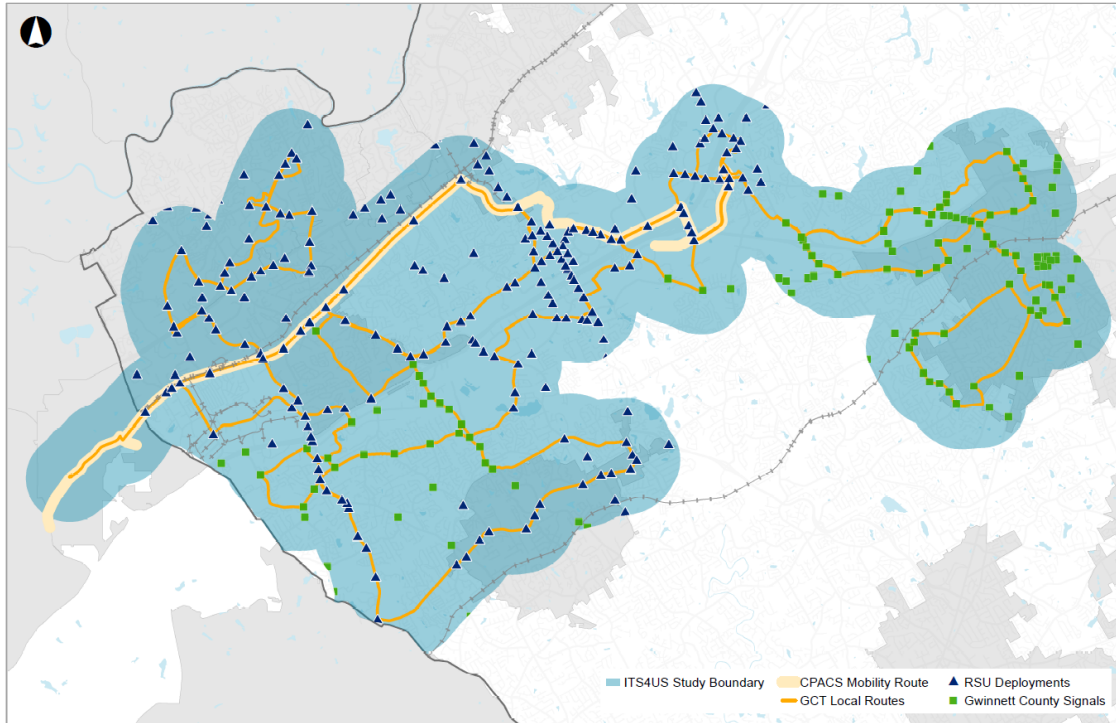 ITS4US Study Boundary CPACS Mobility Route RSU Deployments
GCT Local Routes Gwinnett County Signals